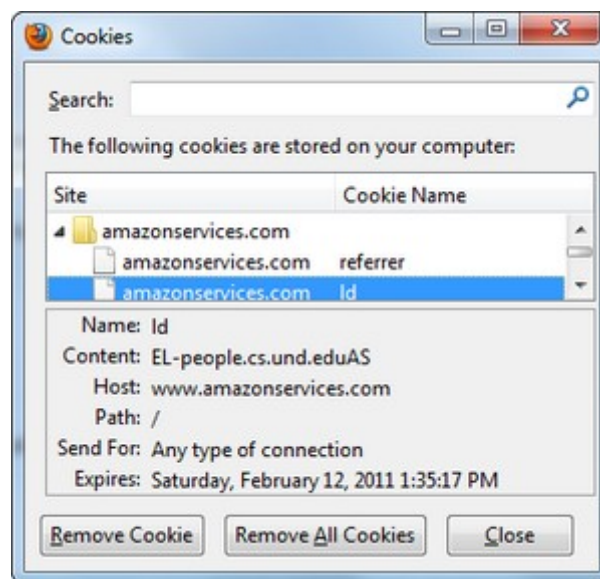 Cookies
Search:
The following cookies are stored on your computer:
Site Cookie Name
amazonservices.com
amazonservices.com referrer
amazonservices.com ld
Name: ld
Content: EL-people.cs.und.eduAS
Host: www.amazonservices.com
Path: /
Send For: Any type of connection
Expires: Saturday, February 12, 2011 1:35:17 PM
Remove Cookie Remove All Cookies Close